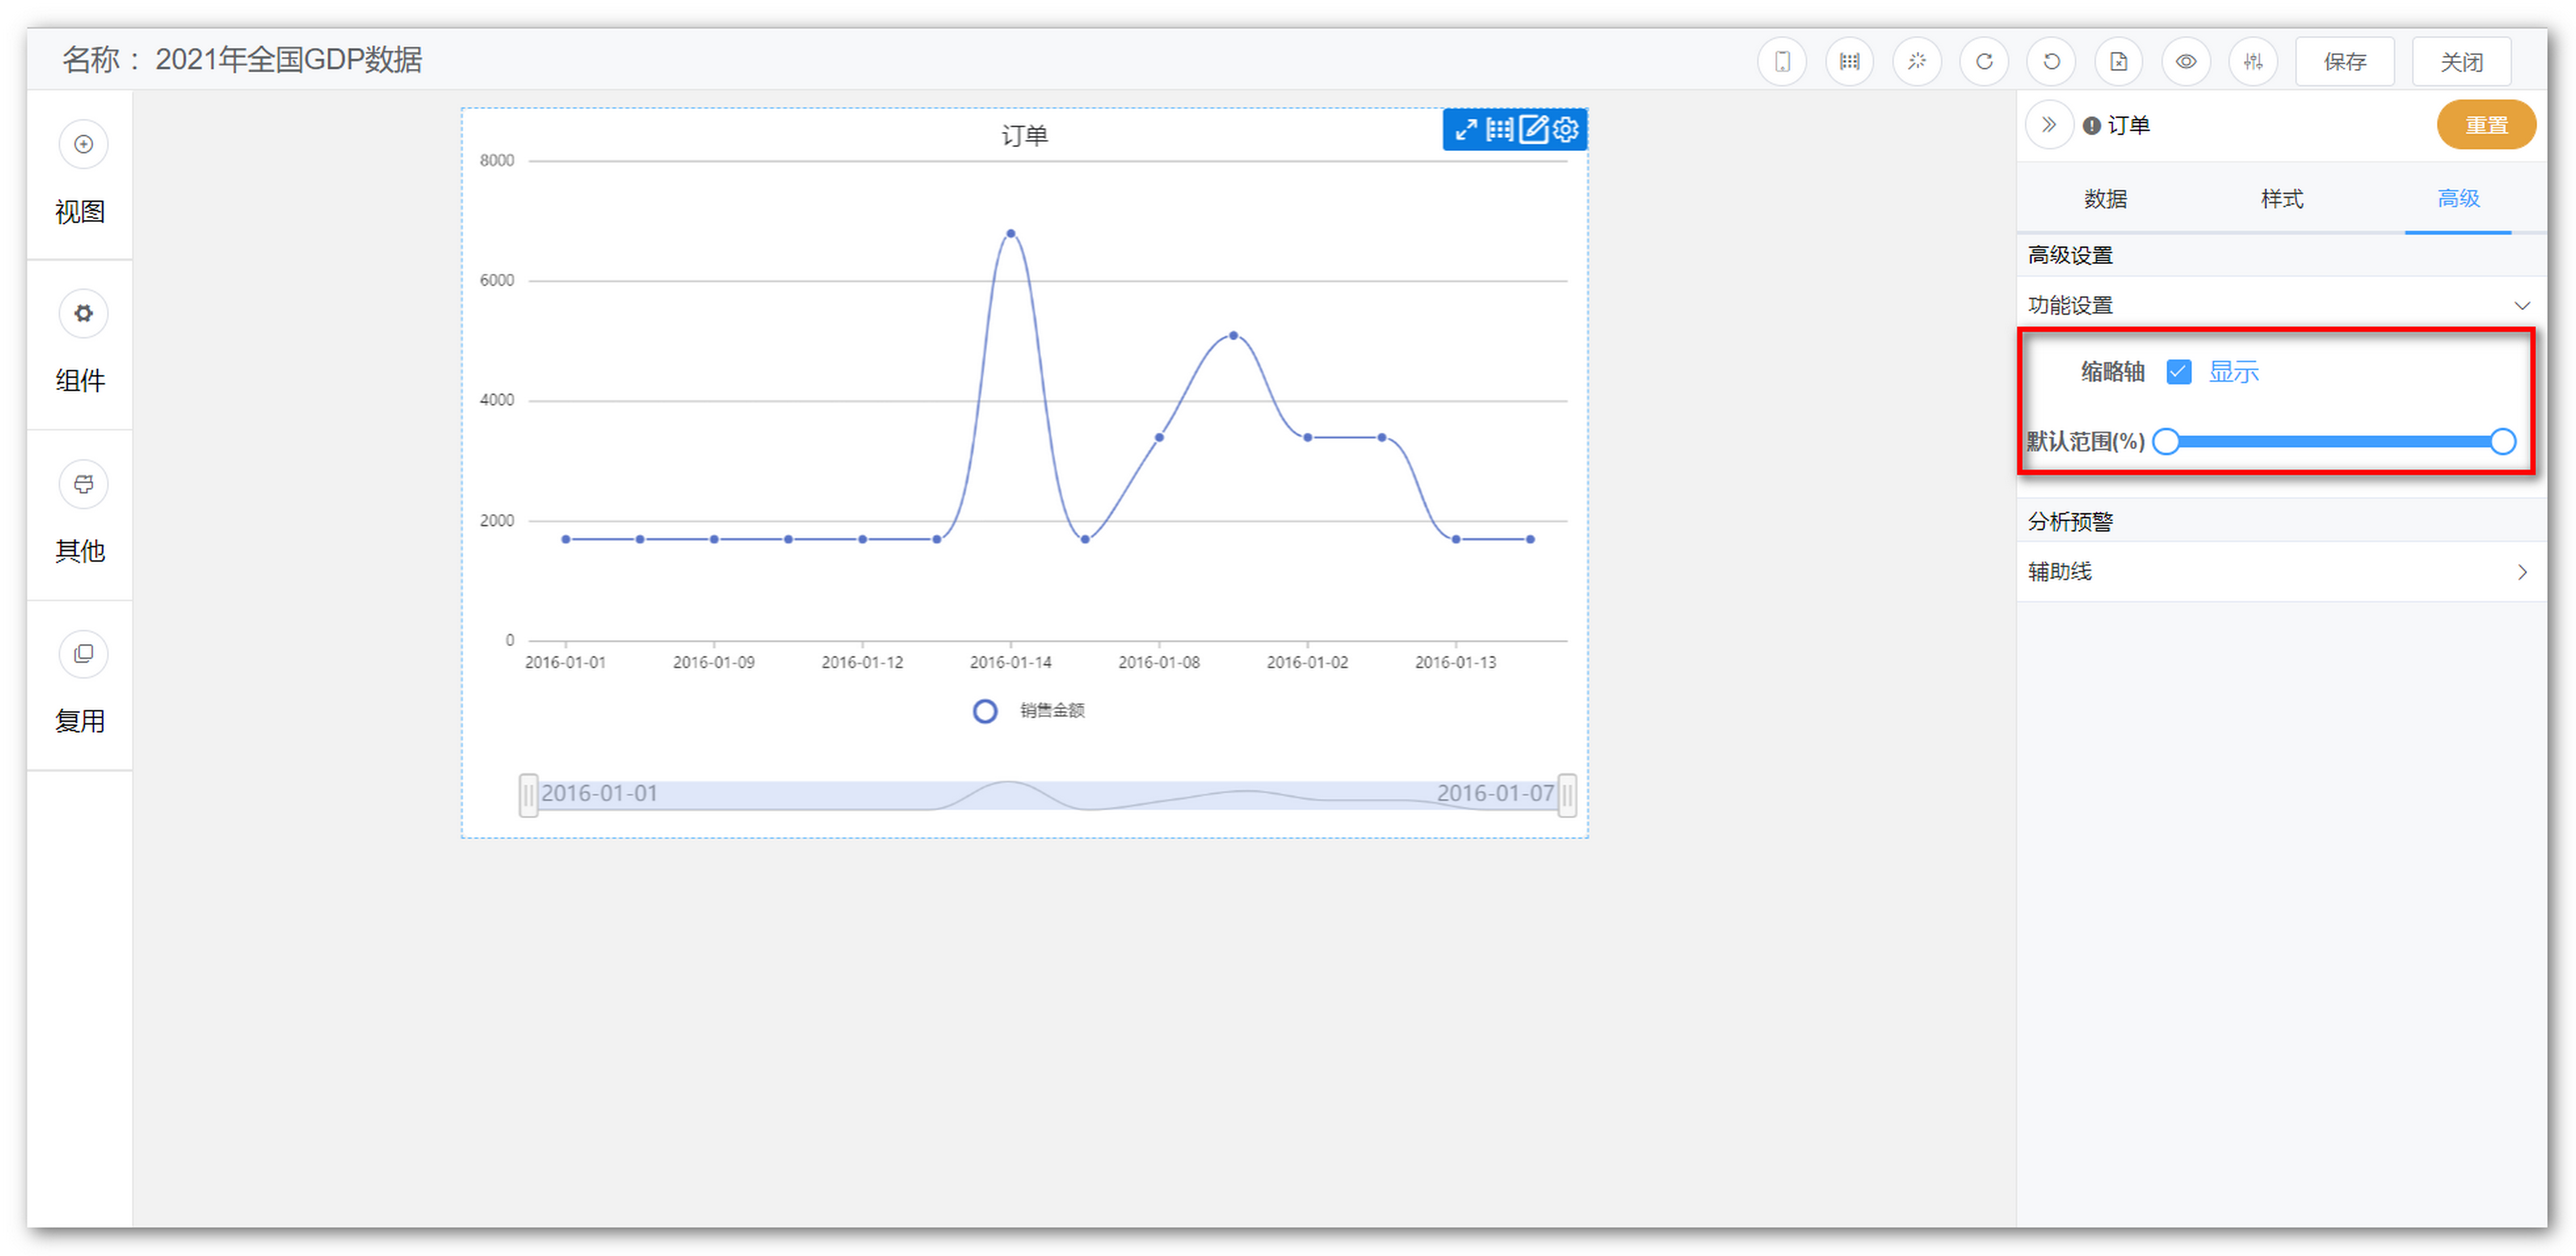 名称： 2021年全国GDP数据
保存
关闭
视图
组件
其他
复用
订单
8000
6000
4000
2000
0
2016-01-01 2016-01-09 2016-01-12 2016-01-14 2016-01-08 2016-01-02 2016-01-13
销售金额
2016-01-01 2016-01-07
订单
重置
数据 样式 高级
高级设置
功能设置
缩略轴 显示
默认范围(%)
分析预警
辅助线